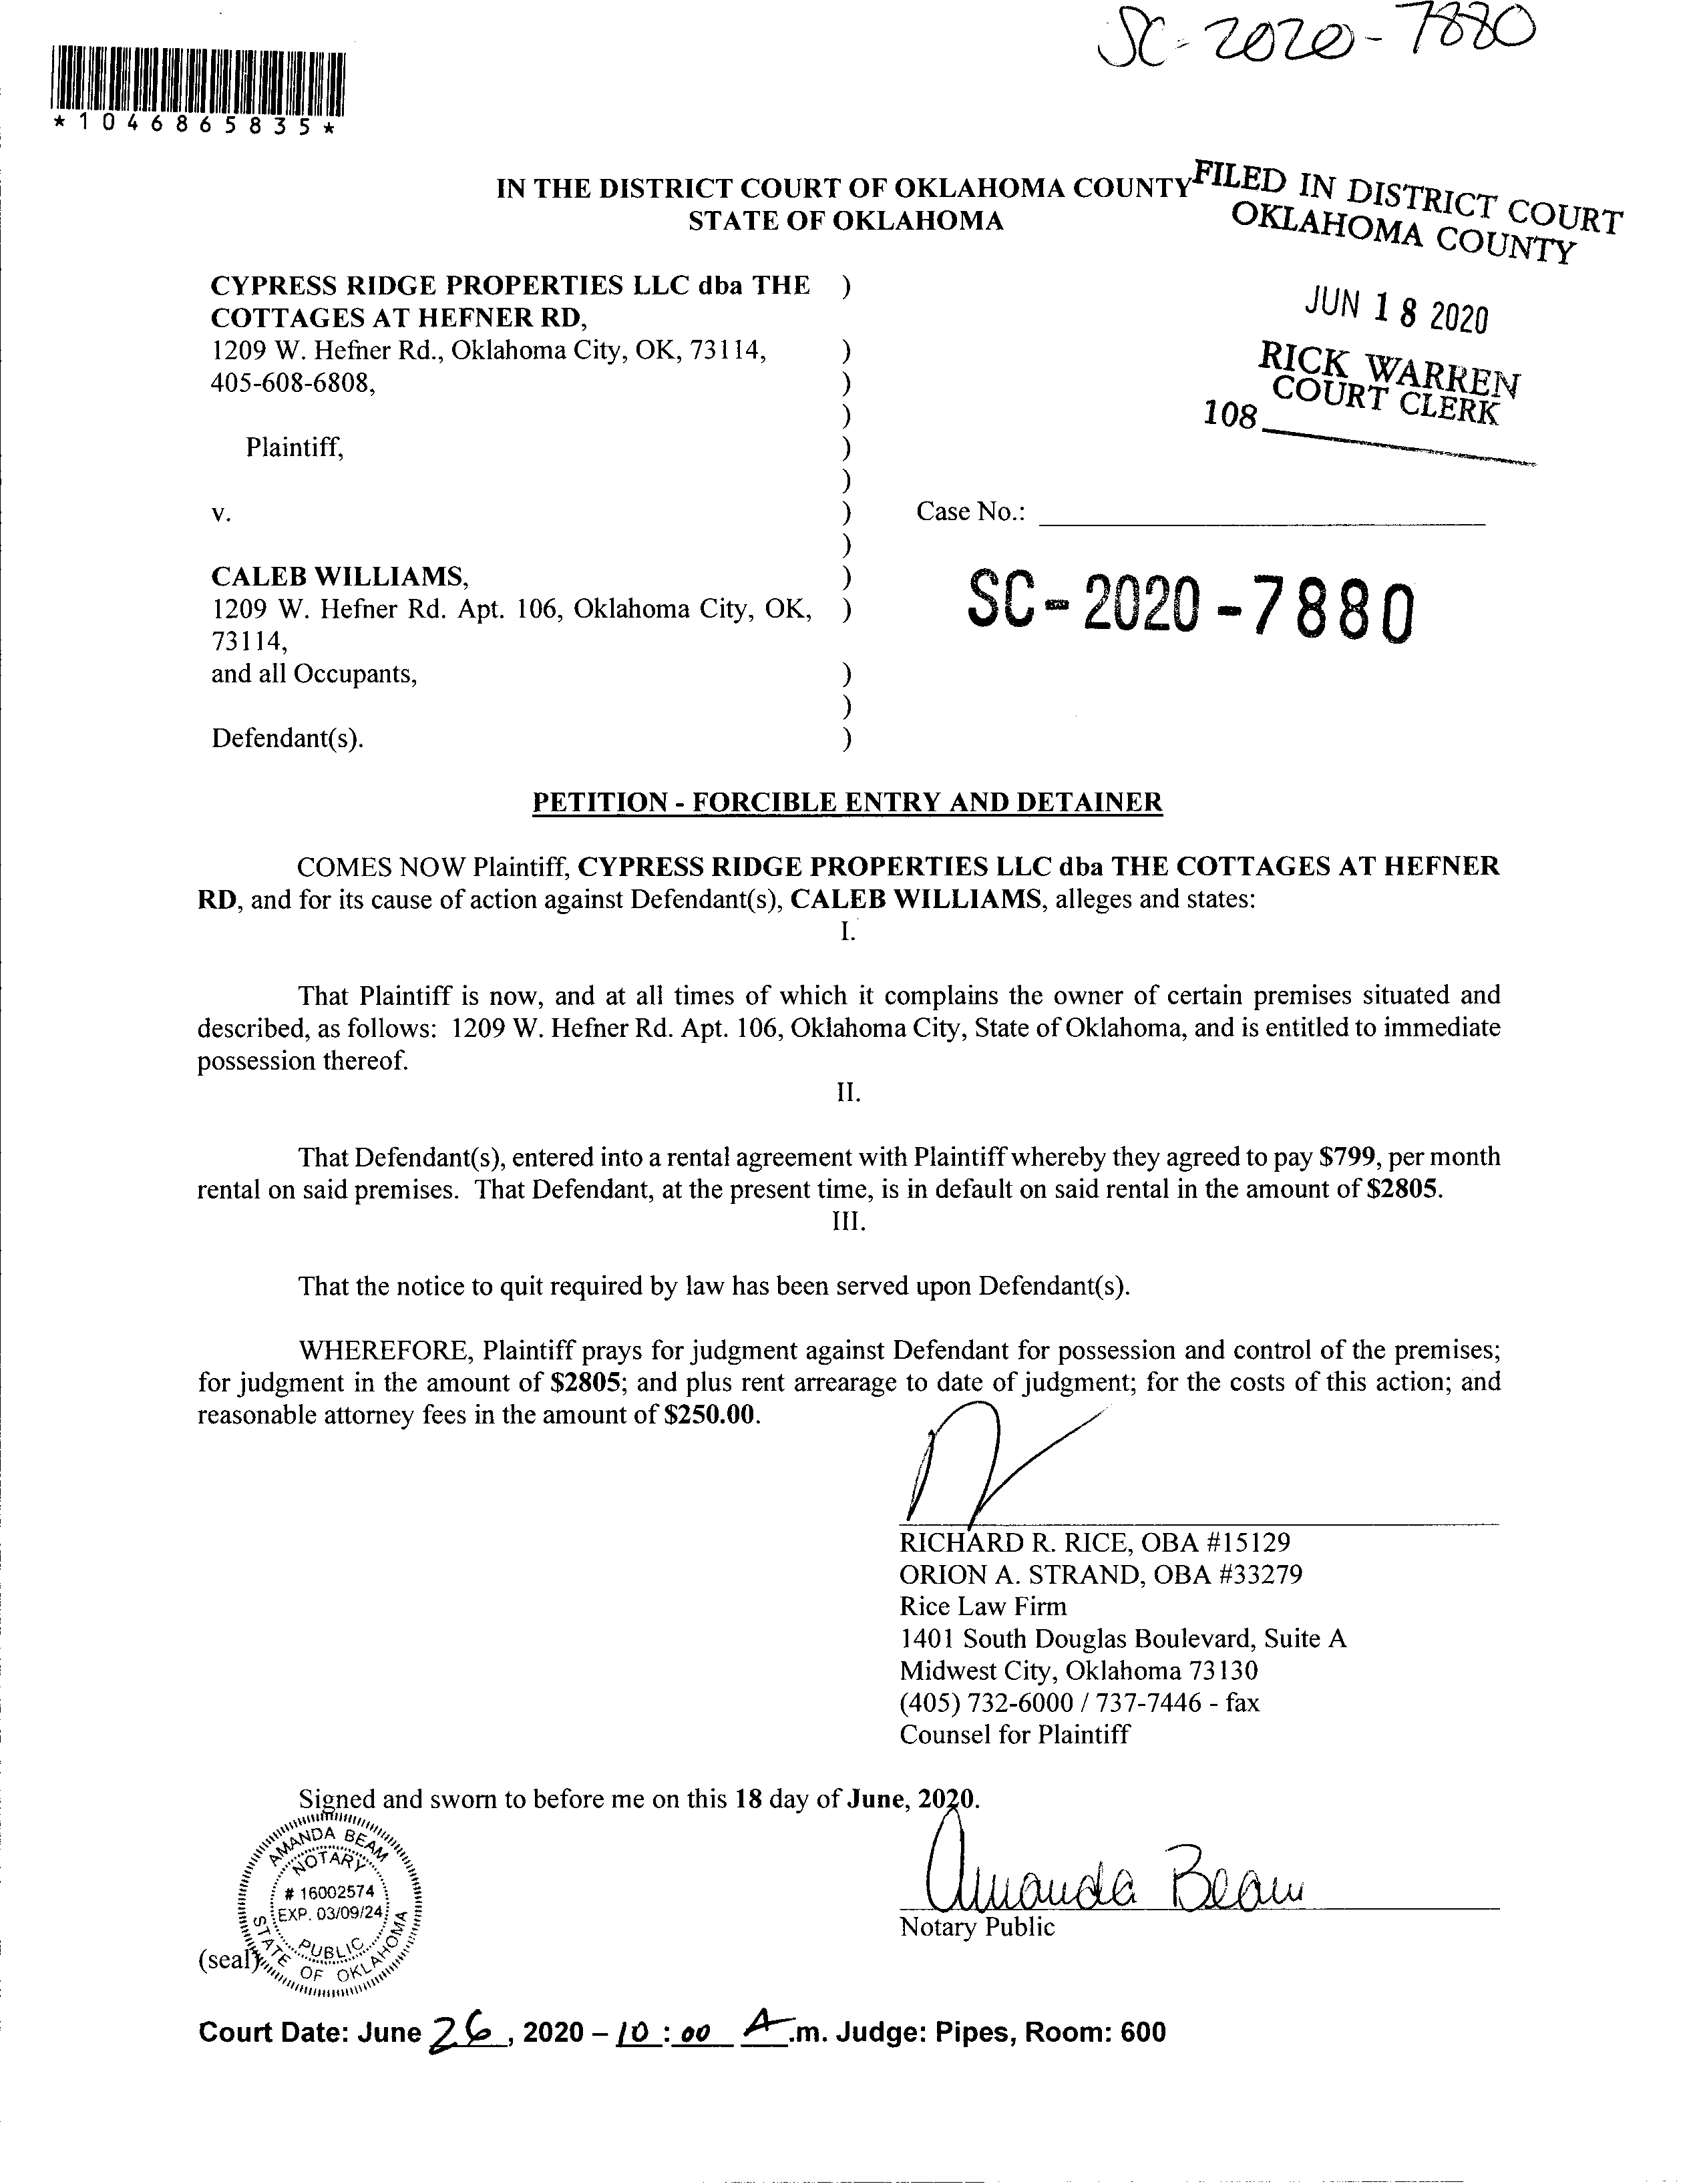 SC-2020-7880
*1046865835*
IN THE DISTRICT COURT OF OKLAHOMA COUNTY
STATE OF OKLAHOMA
FILED IN DISTRICT COURT
OKLAHOMA COUNTY
JUN 18 2020
RICK WARREN
COURT CLERK
108
CYPRESS RIDGE PROPERTIES LLC dba THE )
COTTAGES AT HEFNER RD,
1209 W. Hefner Rd., Oklahoma City, OK, 73114, )
405-608-6808, )
)
Plaintiff, )
)
v. ) Case No.:
)
CALEB WILLIAMS, )
1209 W. Hefner Rd. Apt. 106, Oklahoma City, OK, )
73114,
and all Occupants, )
)
Defendant(s). )
SC-2020-7880
PETITION - FORCIBLE ENTRY AND DETAINER
COMES NOW Plaintiff, CYPRESS RIDGE PROPERTIES LLC dba THE COTTAGES AT HEFNER
RD, and for its cause of action against Defendant(s), CALEB WILLIAMS, alleges and states:
I.
That Plaintiff is now, and at all times of which it complains the owner of certain premises situated and
described, as follows: 1209 W. Hefner Rd. Apt. 106, Oklahoma City, State of Oklahoma, and is entitled to immediate
possession thereof.
II.
That Defendant(s), entered into a rental agreement with Plaintiff whereby they agreed to pay $799, per month
rental on said premises. That Defendant, at the present time, is in default on said rental in the amount of $2805.
III.
That the notice to quit required by law has been served upon Defendant(s).
WHEREFORE, Plaintiff prays for judgment against Defendant for possession and control of the premises;
for judgment in the amount of $2805; and plus rent arrearage to date of judgment; for the costs of this action; and
reasonable attorney fees in the amount of $250.00.
RICHARD R. RICE, OBA #15129
ORION A. STRAND, OBA #33279
Rice Law Firm
1401 South Douglas Boulevard, Suite A
Midwest City, Oklahoma 73130
(405) 732-6000 / 737-7446 - fax
Counsel for Plaintiff
Signed and sworn to before me on this 18 day of June, 2020.
AMANDA BEAM
NOTARY
# 16002574
EXP. 03/09/24
PUBLIC
STATE OF OKLAHOMA
Amanda Beam
Notary Public
(seal)
Court Date: June 26, 2020 – 10:00 A.m. Judge: Pipes, Room: 600